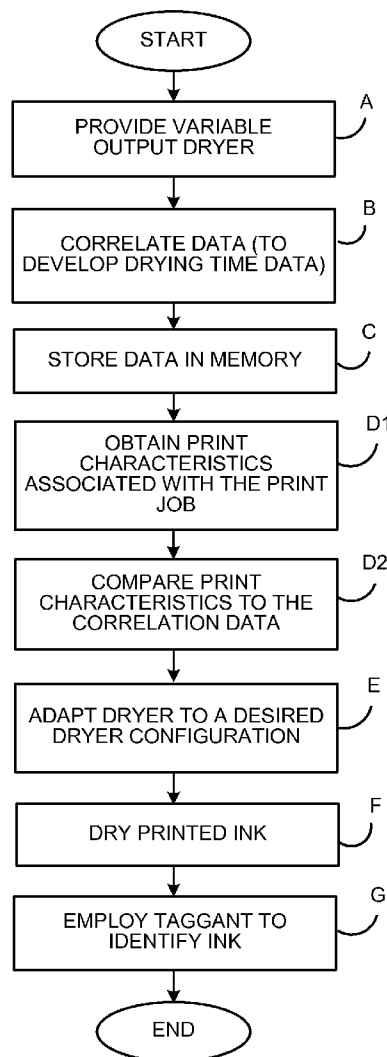 START
A
PROVIDE VARIABLE
OUTPUT DRYER
B
CORRELATE DATA (TO
DEVELOP DRYING TIME DATA)
C
STORE DATA IN MEMORY
D1
OBTAIN PRINT
CHARACTERISTICS
ASSOCIATED WITH THE PRINT
JOB
D2
COMPARE PRINT
CHARACTERISTICS TO THE
CORRELATION DATA
E
ADAPT DRYER TO A DESIRED
DRYER CONFIGURATION
F
DRY PRINTED INK
G
EMPLOY TAGGANT TO
IDENTIFY INK
END